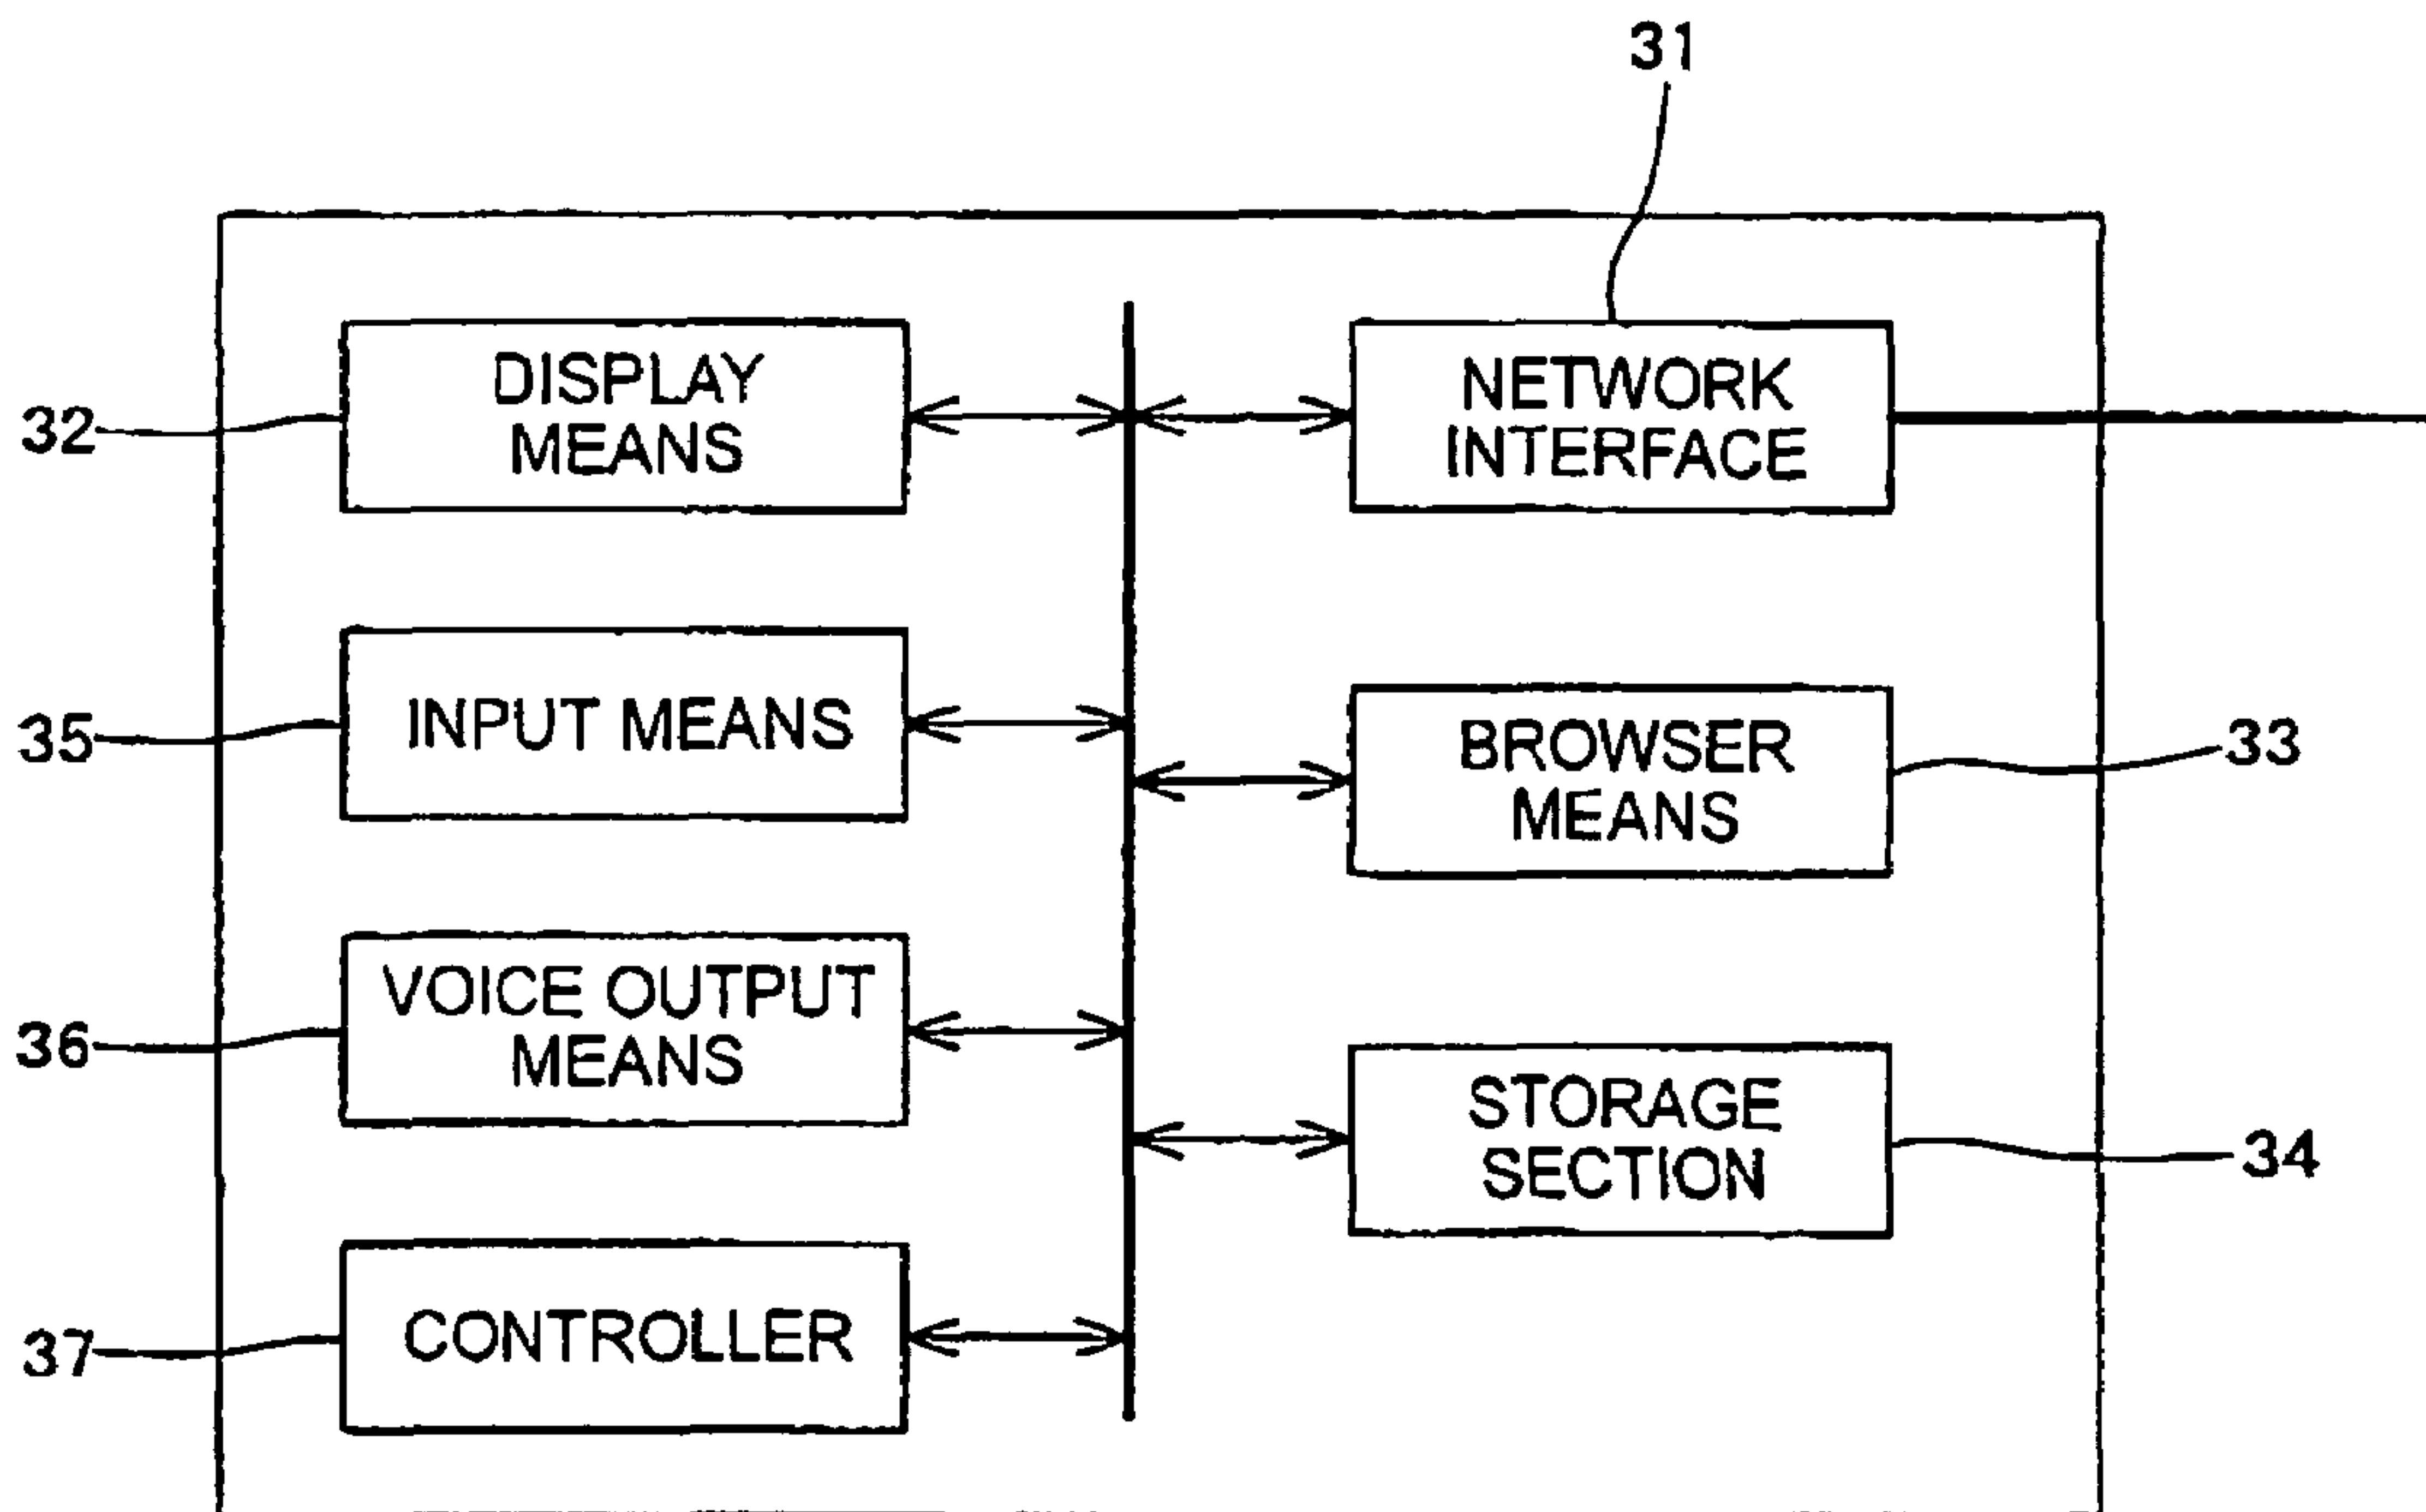 31
32
DISPLAY
MEANS
NETWORK
INTERFACE
35
INPUT MEANS
BROWSER
MEANS
33
36
VOICE OUTPUT
MEANS
STORAGE
SECTION
34
37
CONTROLLER